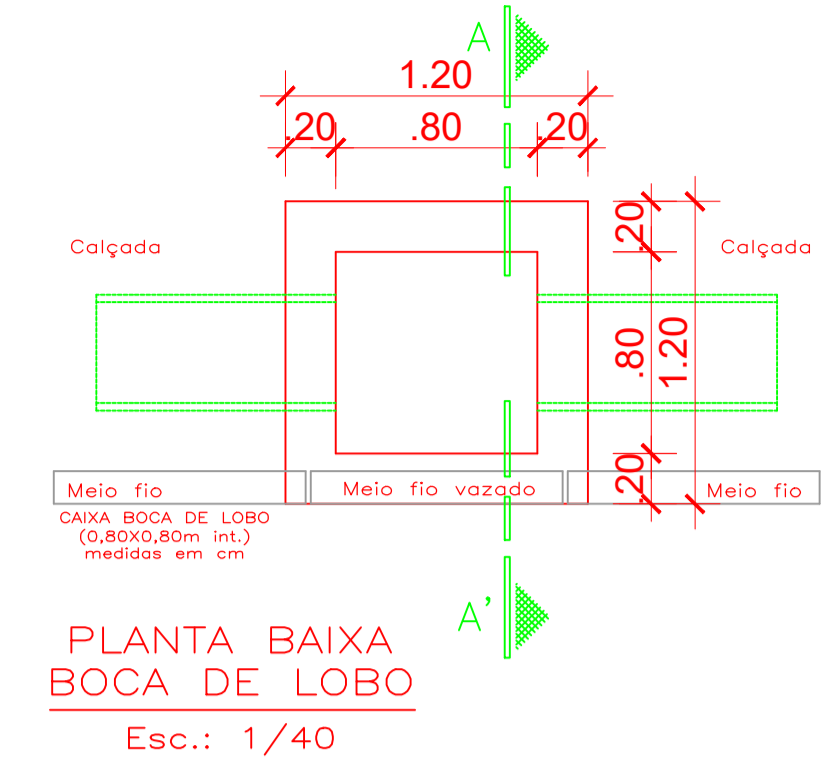 A
1.20
.20 .80 .20
.20
Calçada Calçada
.80
1.20
.20
Meio fio Meio fio vazado Meio fio
CAIXA BOCA DE LOBO
(0,80X0,80m int.)
medidas em cm
A'
PLANTA BAIXA
BOCA DE LOBO
Esc.: 1/40